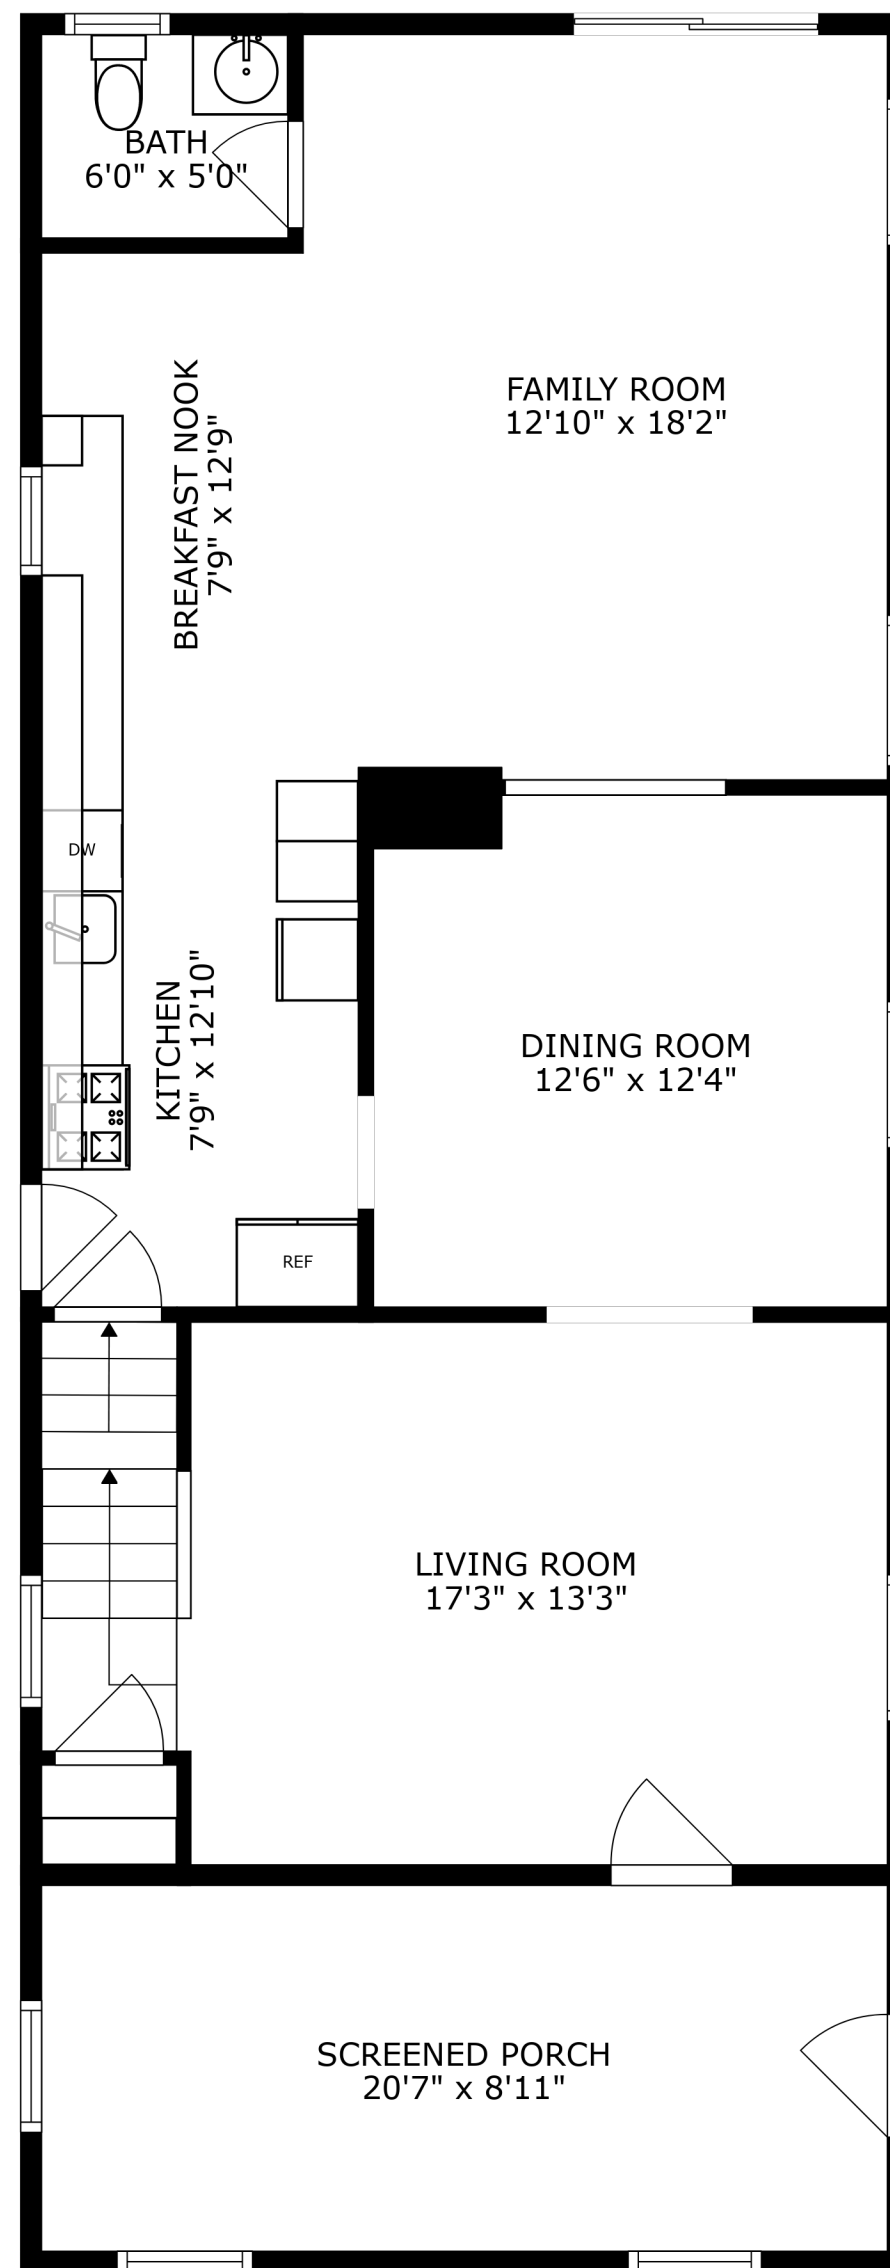 BATH
6'0" x 5'0"
FAMILY ROOM
12'10" x 18'2"
BREAKFAST NOOK
7'9" x 12'9"
DW
KITCHEN
7'9" x 12'10"
DINING ROOM
12'6" x 12'4"
REF
LIVING ROOM
17'3" x 13'3"
SCREENED PORCH
20'7" x 8'11"